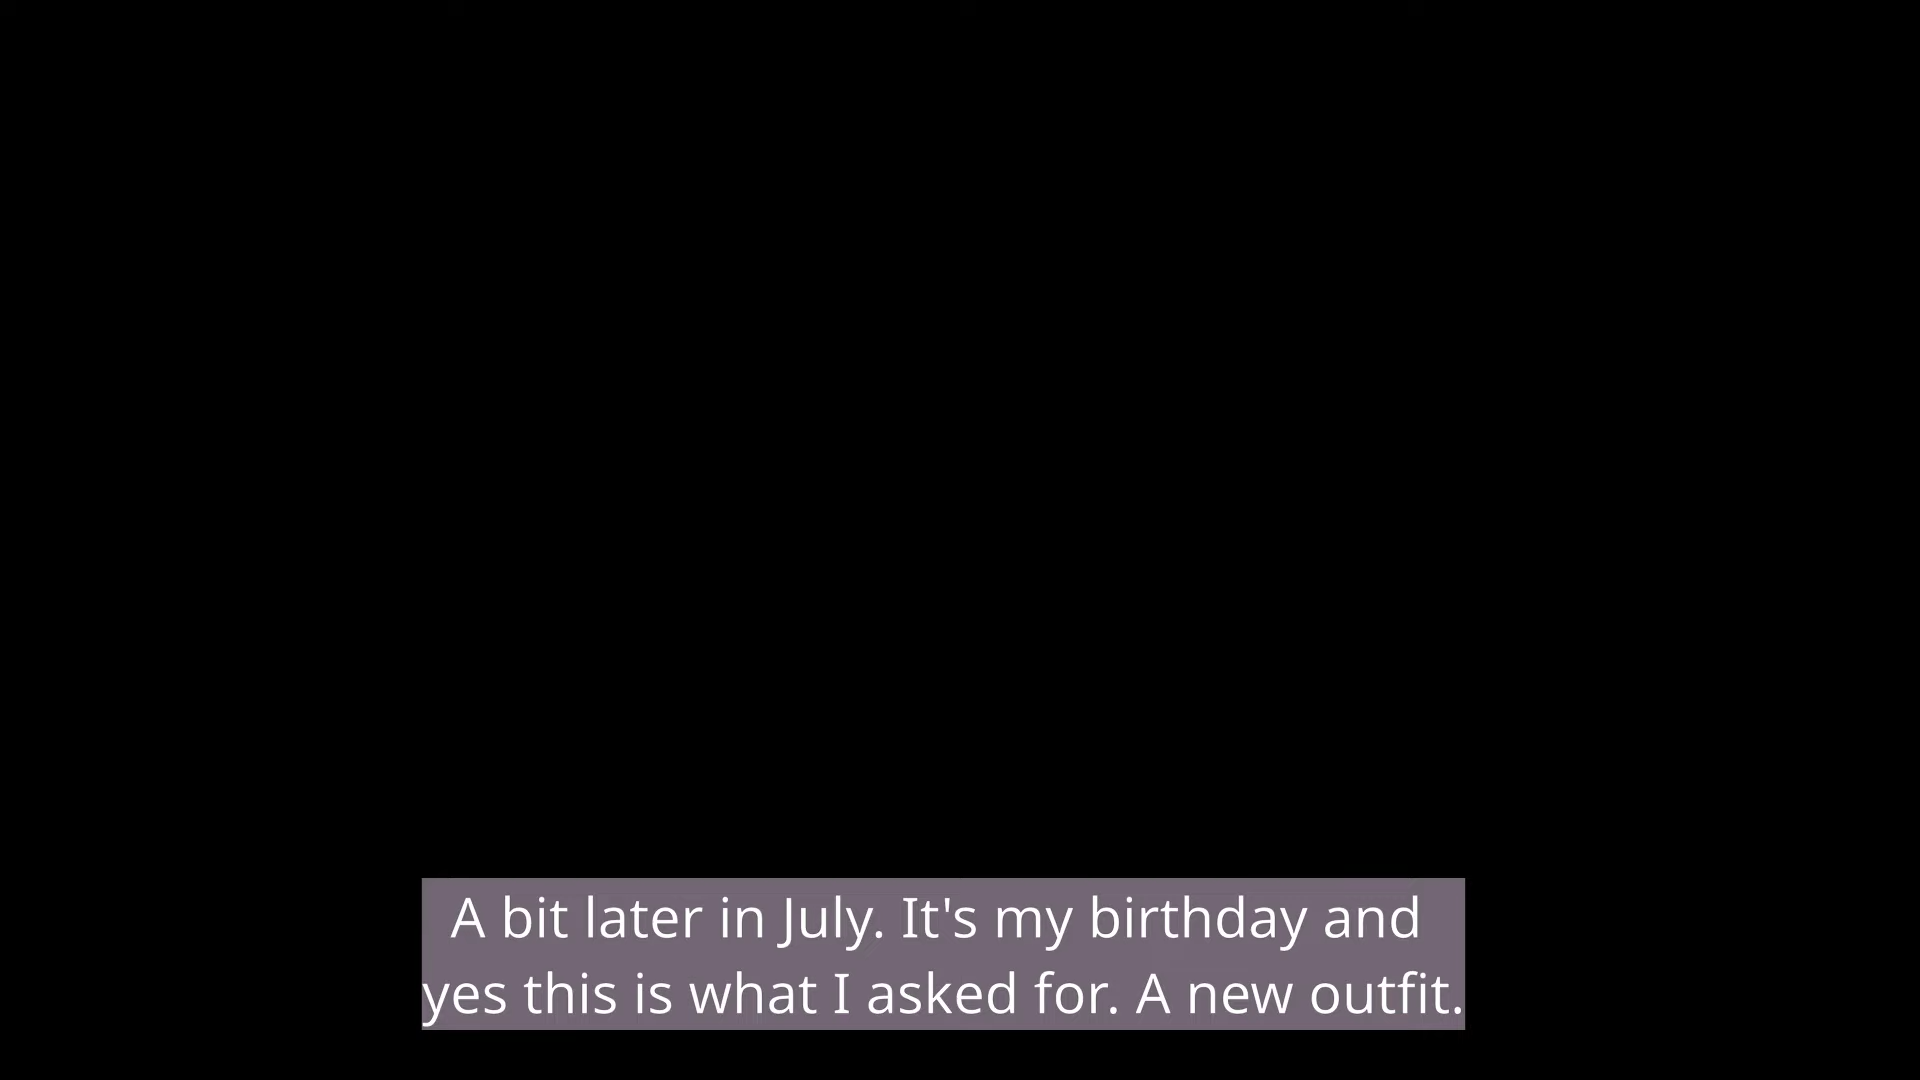 A bit later in July. It's my birthday and
yes this is what I asked for. A new outfit.